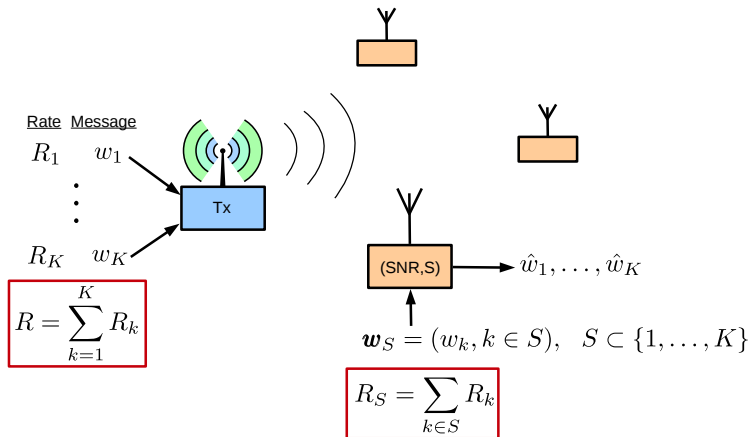 Rate Message
R_1 w_1
⋮
R_K w_K
R = \sum_{k=1}^{K} R_k
Tx
(SNR,S)
\hat{w}_1, \ldots, \hat{w}_K
\boldsymbol{w}_S = (w_k, k \in S), S \subset \{1, \ldots, K\}
R_S = \sum_{k \in S} R_k